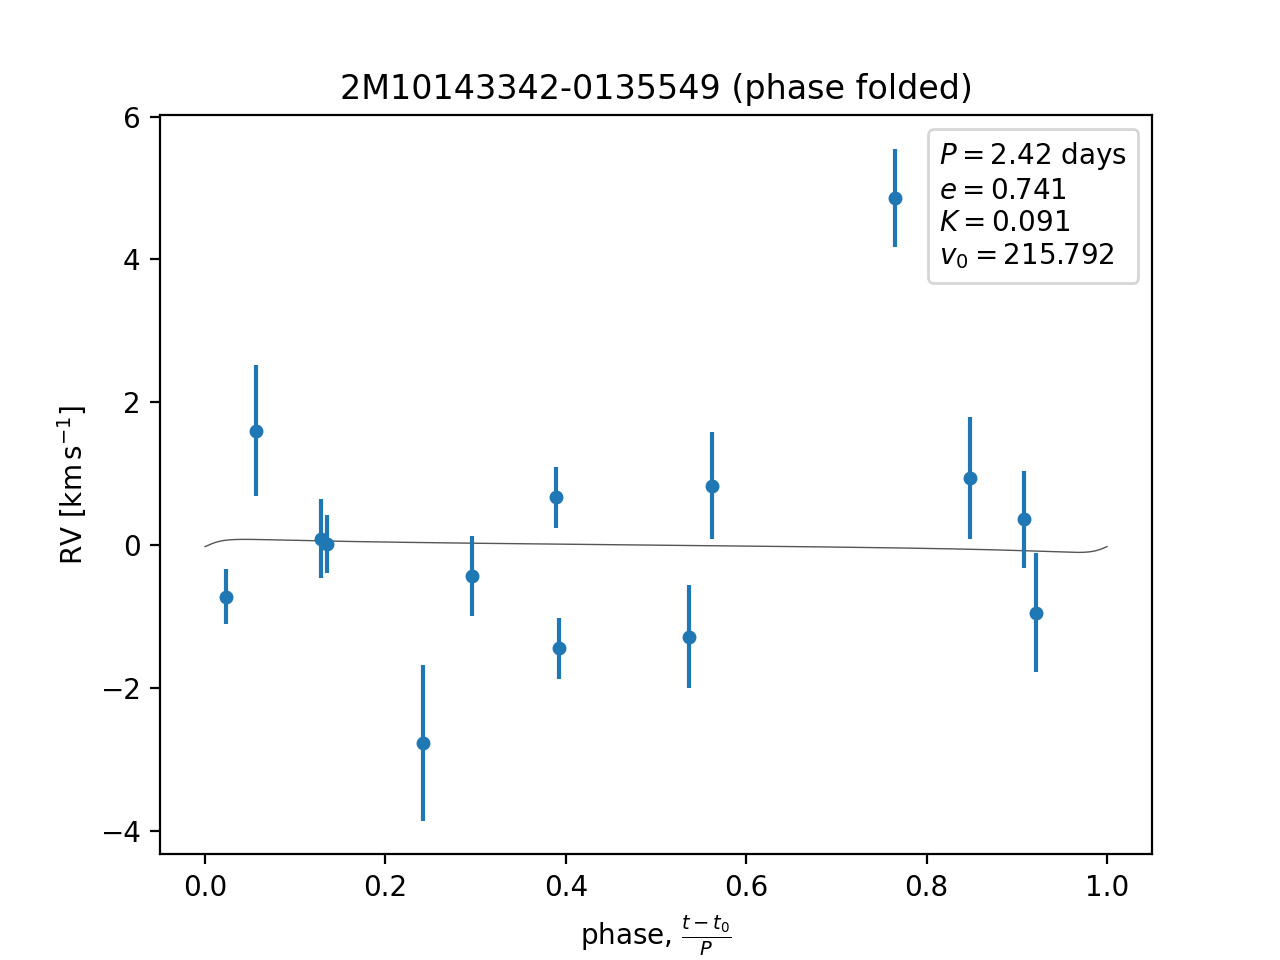 2M10143342-0135549 (phase folded)
6
4
2
0
−2
−4
RV [km s⁻¹]
P = 2.42 days
e = 0.741
K = 0.091
v₀ = 215.792
0.0 0.2 0.4 0.6 0.8 1.0
phase, (t − t₀)/P